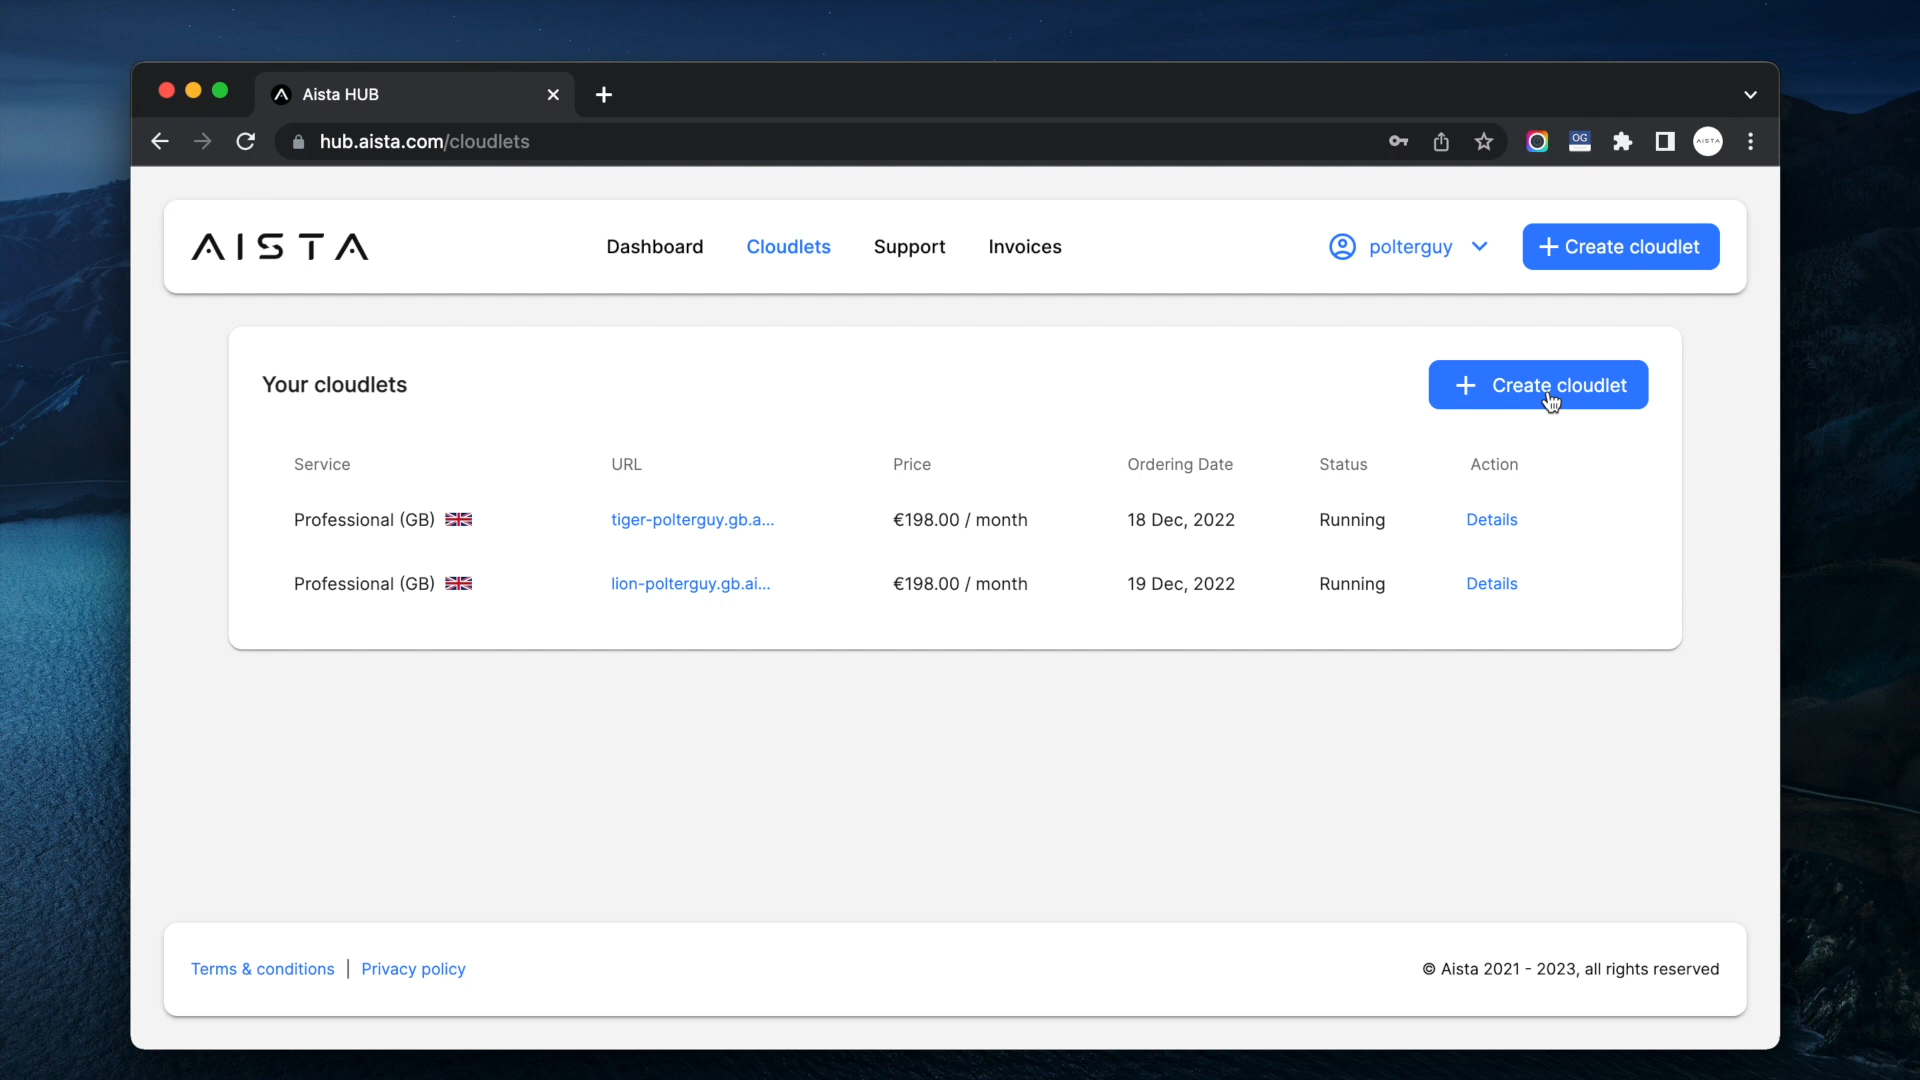 Aista HUB
hub.aista.com/cloudlets
OG
AISTA
AISTA
Dashboard
Cloudlets
Support
Invoices
polterguy
Create cloudlet
Your cloudlets
Create cloudlet
Service URL Price Ordering Date Status Action
Professional (GB) tiger-polterguy.gb.a... €198.00 / month 18 Dec, 2022 Running Details
Professional (GB) lion-polterguy.gb.ai... €198.00 / month 19 Dec, 2022 Running Details
Terms & conditions | Privacy policy
© Aista 2021 - 2023, all rights reserved